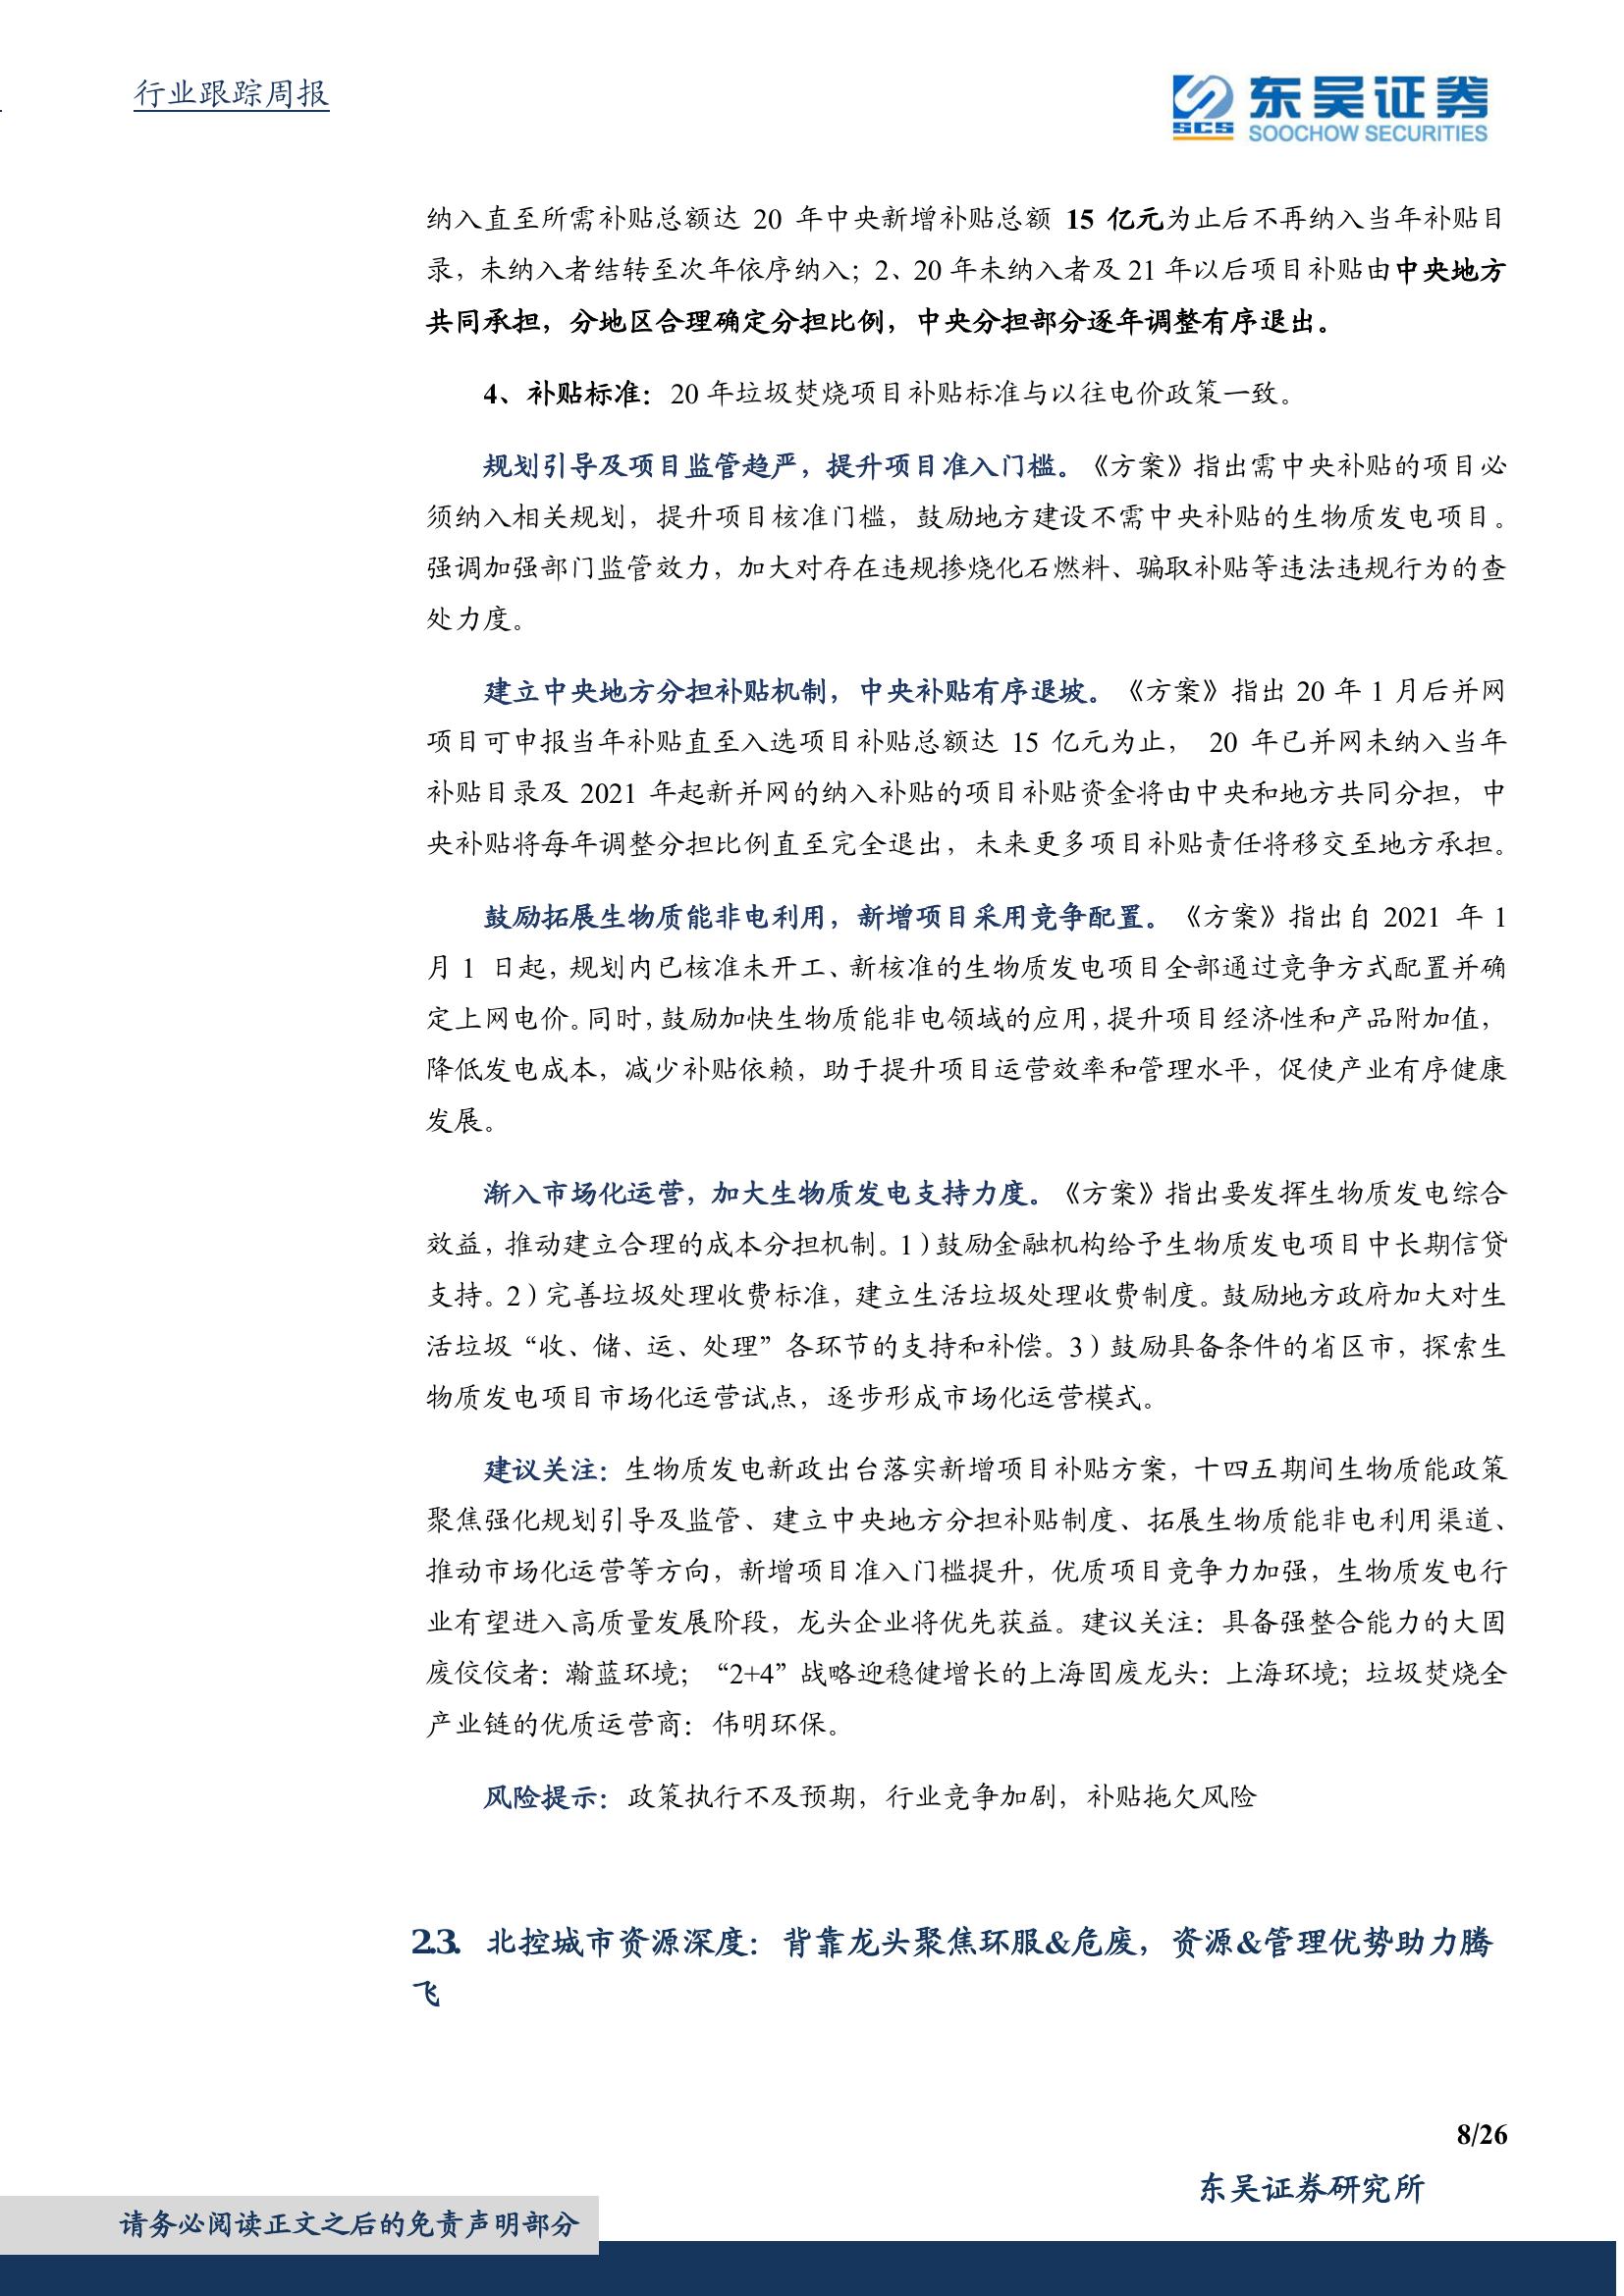 行业跟踪周报
东吴证券
SCS
SOOCHOW SECURITIES
纳入直至所需补贴总额达 20 年中央新增补贴总额 15 亿元为止后不再纳入当年补贴目
录，未纳入者结转至次年依序纳入；2、20 年未纳入者及 21 年以后项目补贴由中央地方
共同承担，分地区合理确定分担比例，中央分担部分逐年调整有序退出。
4、补贴标准：20 年垃圾焚烧项目补贴标准与以往电价政策一致。
规划引导及项目监管趋严，提升项目准入门槛。《方案》指出需中央补贴的项目必
须纳入相关规划，提升项目核准门槛，鼓励地方建设不需中央补贴的生物质发电项目。
强调加强部门监管效力，加大对存在违规掺烧化石燃料、骗取补贴等违法违规行为的查
处力度。
建立中央地方分担补贴机制，中央补贴有序退坡。《方案》指出 20 年 1 月后并网
项目可申报当年补贴直至入选项目补贴总额达 15 亿元为止， 20 年已并网未纳入当年
补贴目录及 2021 年起新并网的纳入补贴的项目补贴资金将由中央和地方共同分担，中
央补贴将每年调整分担比例直至完全退出，未来更多项目补贴责任将移交至地方承担。
鼓励拓展生物质能非电利用，新增项目采用竞争配置。《方案》指出自 2021 年 1
月 1 日起，规划内已核准未开工、新核准的生物质发电项目全部通过竞争方式配置并确
定上网电价。同时，鼓励加快生物质能非电领域的应用，提升项目经济性和产品附加值，
降低发电成本，减少补贴依赖，助于提升项目运营效率和管理水平，促使产业有序健康
发展。
渐入市场化运营，加大生物质发电支持力度。《方案》指出要发挥生物质发电综合
效益，推动建立合理的成本分担机制。1）鼓励金融机构给予生物质发电项目中长期信贷
支持。2）完善垃圾处理收费标准，建立生活垃圾处理收费制度。鼓励地方政府加大对生
活垃圾“收、储、运、处理”各环节的支持和补偿。3）鼓励具备条件的省区市，探索生
物质发电项目市场化运营试点，逐步形成市场化运营模式。
建议关注：生物质发电新政出台落实新增项目补贴方案，十四五期间生物质能政策
聚焦强化规划引导及监管、建立中央地方分担补贴制度、拓展生物质能非电利用渠道、
推动市场化运营等方向，新增项目准入门槛提升，优质项目竞争力加强，生物质发电行
业有望进入高质量发展阶段，龙头企业将优先获益。建议关注：具备强整合能力的大固
废佼佼者：瀚蓝环境；“2+4”战略迎稳健增长的上海固废龙头：上海环境；垃圾焚烧全
产业链的优质运营商：伟明环保。
风险提示：政策执行不及预期，行业竞争加剧，补贴拖欠风险
2.3. 北控城市资源深度：背靠龙头聚焦环服&危废，资源&管理优势助力腾
飞
8/26
东吴证券研究所
请务必阅读正文之后的免责声明部分